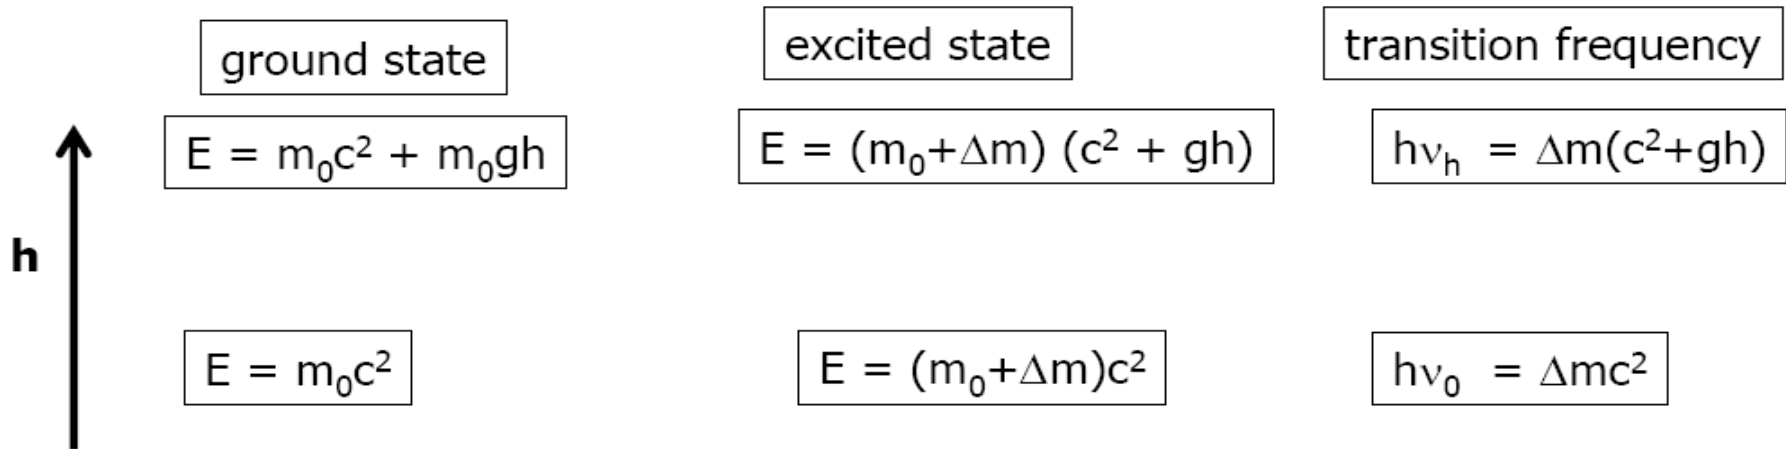 ground state
excited state
transition frequency
E = m₀c² + m₀gh
E = (m₀+Δm) (c² + gh)
hνₕ = Δm(c²+gh)
h
E = m₀c²
E = (m₀+Δm)c²
hν₀ = Δmc²